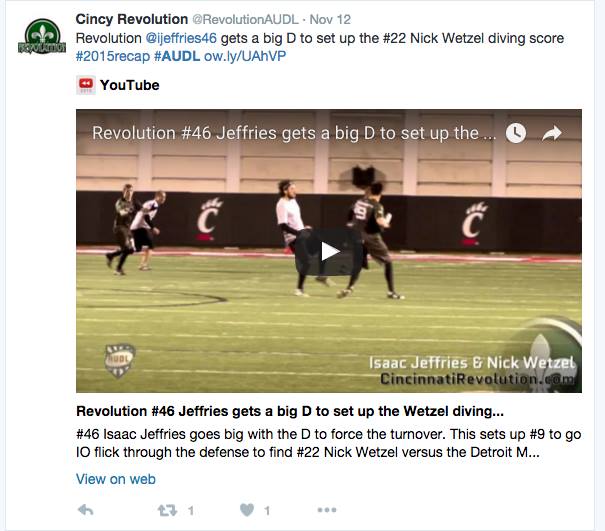 Cincy Revolution @RevolutionAUDL · Nov 12
Revolution @ijeffries46 gets a big D to set up the #22 Nick Wetzel diving score
#2015recap #AUDL ow.ly/UAhVP
REVOLUTION
YouTube
Revolution #46 Jeffries gets a big D to set up the ...
C
C
9
AUDL
Isaac Jeffries & Nick Wetzel
CincinnatiRevolution.com
Revolution #46 Jeffries gets a big D to set up the Wetzel diving...
#46 Isaac Jeffries goes big with the D to force the turnover. This sets up #9 to go
IO flick through the defense to find #22 Nick Wetzel versus the Detroit M...
View on web
1
1